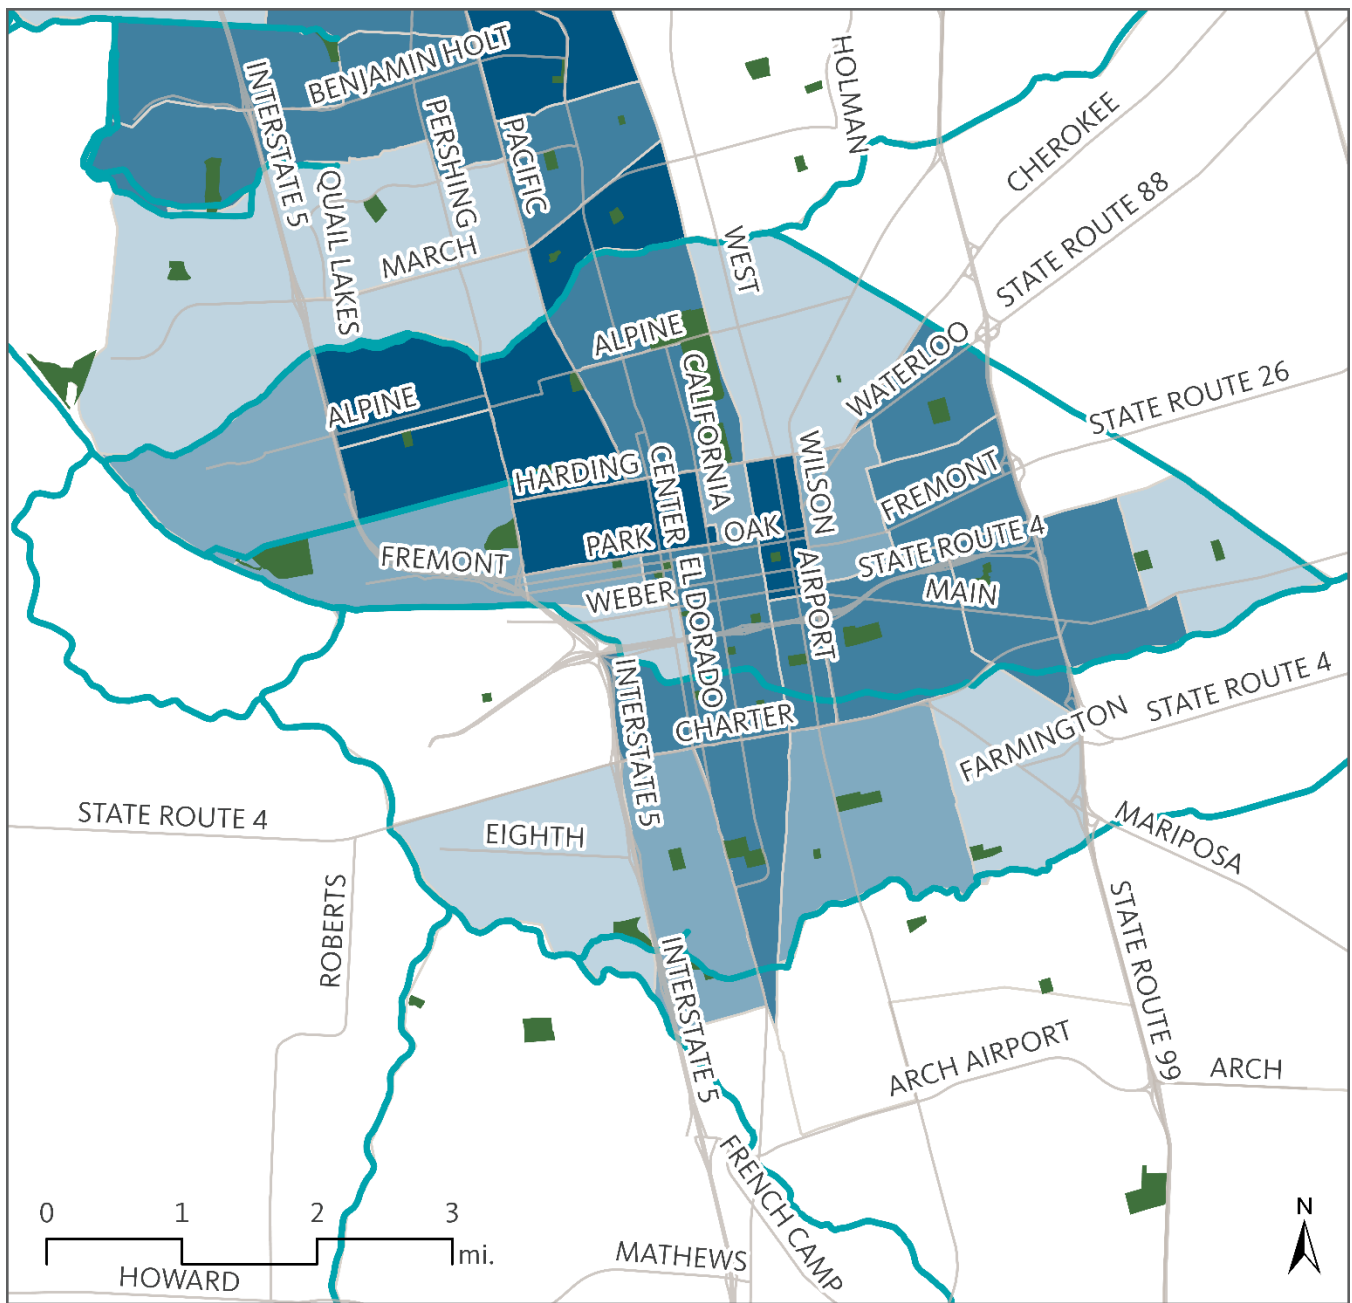 BENJAMIN HOLT
HOLMAN
INTERSTATE 5
PERSHING
PACIFIC
CHEROKEE
QUAIL LAKES
STATE ROUTE 88
MARCH
WEST
ALPINE
WATERLOO
CALIFORNIA
ALPINE
STATE ROUTE 26
HARDING
CENTER
WILSON
FREMONT
PARK
OAK
STATE ROUTE 4
FREMONT
WEBER
EL DORADO
AIRPORT
MAIN
INTERSTATE 5
CHARTER
FARMINGTON
STATE ROUTE 4
STATE ROUTE 4
EIGHTH
MARIPOSA
ROBERTS
STATE ROUTE 99
INTERSTATE 5
ARCH AIRPORT
ARCH
FRENCH CAMP
0 1 2 3
mi.
N
HOWARD
MATHEWS